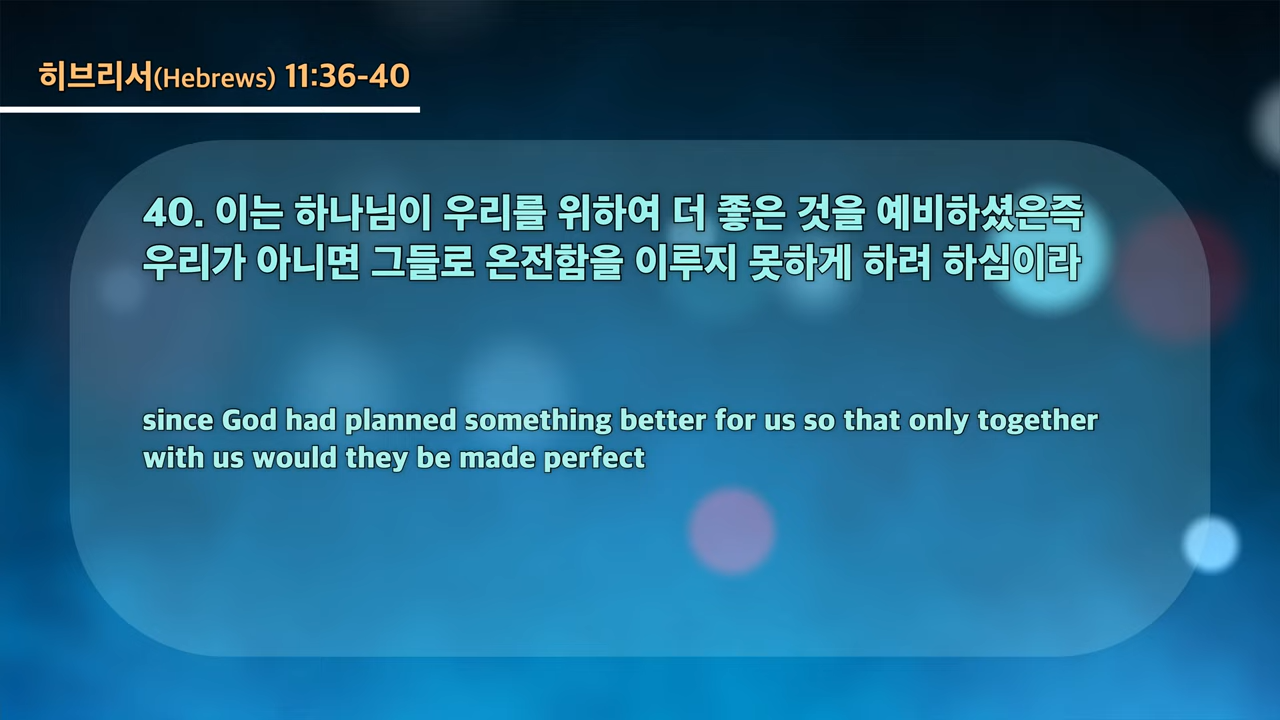 히브리서(Hebrews) 11:36-40
40. 이는 하나님이 우리를 위하여 더 좋은 것을 예비하셨은즉
우리가 아니면 그들로 온전함을 이루지 못하게 하려 하심이라
since God had planned something better for us so that only together
with us would they be made perfect